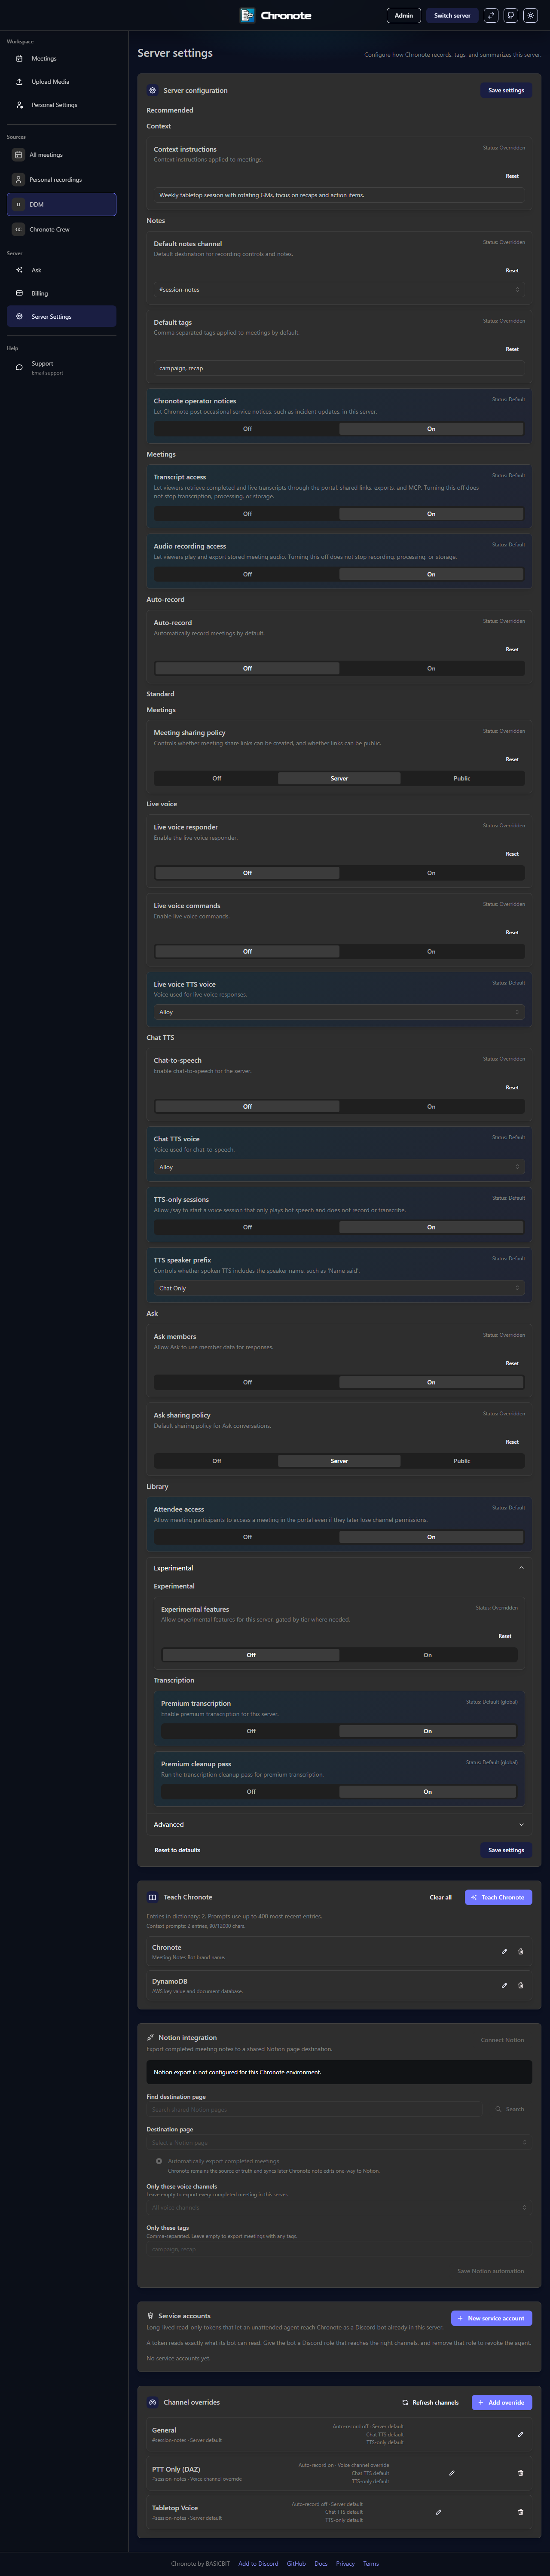 Chronote
Admin
Switch server
Workspace
Meetings
Upload Media
Personal Settings
Sources
All meetings
Personal recordings
D
DDM
CC
Chronote Crew
Server
Ask
Billing
Server Settings
Help
Support
Email support
Server settings
Configure how Chronote records, tags, and summarizes this server.
Server configuration
Save settings
Recommended
Context
Context instructions
Status: Overridden
Context instructions applied to meetings.
Reset
Weekly tabletop session with rotating GMs, focus on recaps and action items.
Notes
Default notes channel
Status: Overridden
Default destination for recording controls and notes.
Reset
#session-notes
Default tags
Status: Overridden
Comma separated tags applied to meetings by default.
Reset
campaign, recap
Chronote operator notices
Status: Default
Let Chronote post occasional service notices, such as incident updates, in this server.
Off
On
Meetings
Transcript access
Status: Default
Let viewers retrieve completed and live transcripts through the portal, shared links, exports, and MCP. Turning this off does
not stop transcription, processing, or storage.
Off
On
Audio recording access
Status: Default
Let viewers play and export stored meeting audio. Turning this off does not stop recording, processing, or storage.
Off
On
Auto-record
Auto-record
Status: Overridden
Automatically record meetings by default.
Reset
Off
On
Standard
Meetings
Meeting sharing policy
Status: Overridden
Controls whether meeting share links can be created, and whether links can be public.
Reset
Off
Server
Public
Live voice
Live voice responder
Status: Overridden
Enable the live voice responder.
Reset
Off
On
Live voice commands
Status: Overridden
Enable live voice commands.
Reset
Off
On
Live voice TTS voice
Status: Default
Voice used for live voice responses.
Alloy
Chat TTS
Chat-to-speech
Status: Overridden
Enable chat-to-speech for the server.
Reset
Off
On
Chat TTS voice
Status: Default
Voice used for chat-to-speech.
Alloy
TTS-only sessions
Status: Default
Allow /say to start a voice session that only plays bot speech and does not record or transcribe.
Off
On
TTS speaker prefix
Status: Default
Controls whether spoken TTS includes the speaker name, such as 'Name said'.
Chat Only
Ask
Ask members
Status: Overridden
Allow Ask to use member data for responses.
Reset
Off
On
Ask sharing policy
Status: Overridden
Default sharing policy for Ask conversations.
Reset
Off
Server
Public
Library
Attendee access
Status: Default
Allow meeting participants to access a meeting in the portal even if they later lose channel permissions.
Off
On
Experimental
Experimental
Experimental features
Status: Overridden
Allow experimental features for this server, gated by tier where needed.
Reset
Off
On
Transcription
Premium transcription
Status: Default (global)
Enable premium transcription for this server.
Off
On
Premium cleanup pass
Status: Default (global)
Run the transcription cleanup pass for premium transcription.
Off
On
Advanced
Reset to defaults
Save settings
Teach Chronote
Clear all
Teach Chronote
Entries in dictionary: 2. Prompts use up to 400 most recent entries.
Context prompts: 2 entries, 90/12000 chars.
Chronote
Meeting Notes Bot brand name.
DynamoDB
AWS key value and document database.
Notion integration
Connect Notion
Export completed meeting notes to a shared Notion page destination.
Notion export is not configured for this Chronote environment.
Find destination page
Search shared Notion pages
Search
Destination page
Select a Notion page
Automatically export completed meetings
Chronote remains the source of truth and syncs later Chronote note edits one-way to Notion.
Only these voice channels
Leave empty to export every completed meeting in this server.
All voice channels
Only these tags
Comma-separated. Leave empty to export meetings with any tags.
campaign, recap
Save Notion automation
Service accounts
New service account
Long-lived read-only tokens that let an unattended agent reach Chronote as a Discord bot already in this server.
A token reads exactly what its bot can read. Give the bot a Discord role that reaches the right channels, and remove that role to revoke the agent.
No service accounts yet.
Channel overrides
Refresh channels
Add override
General
#session-notes · Server default
Auto-record off · Server default
Chat TTS default
TTS-only default
PTT Only (DAZ)
#session-notes · Voice channel override
Auto-record on · Voice channel override
Chat TTS default
TTS-only default
Tabletop Voice
#session-notes · Server default
Auto-record off · Server default
Chat TTS default
TTS-only default
Chronote by BASICBIT
Add to Discord
GitHub
Docs
Privacy
Terms